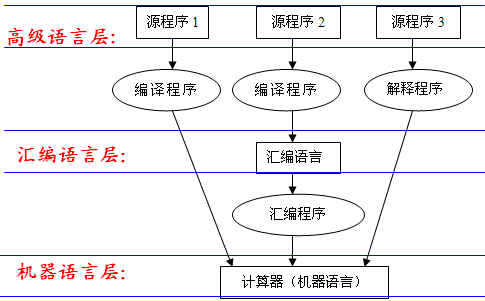 高级语言层:
源程序 1
源程序 2
源程序 3
编译程序
编译程序
解释程序
汇编语言层:
汇编语言
汇编程序
机器语言层:
计算器（机器语言）